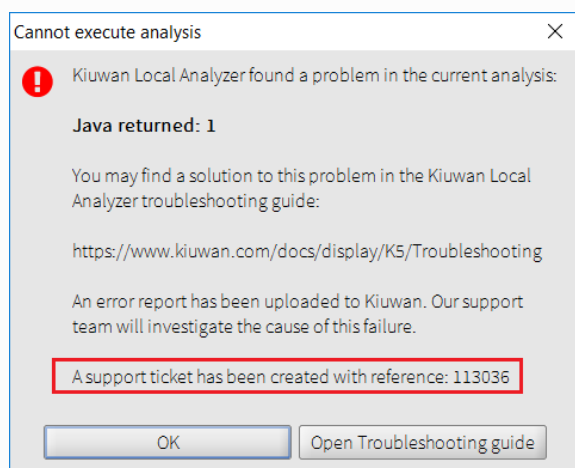 Cannot execute analysis
Kiuwan Local Analyzer found a problem in the current analysis:
Java returned: 1
You may find a solution to this problem in the Kiuwan Local
Analyzer troubleshooting guide:
https://www.kiuwan.com/docs/display/K5/Troubleshooting
An error report has been uploaded to Kiuwan. Our support
team will investigate the cause of this failure.
A support ticket has been created with reference: 113036
OK
Open Troubleshooting guide